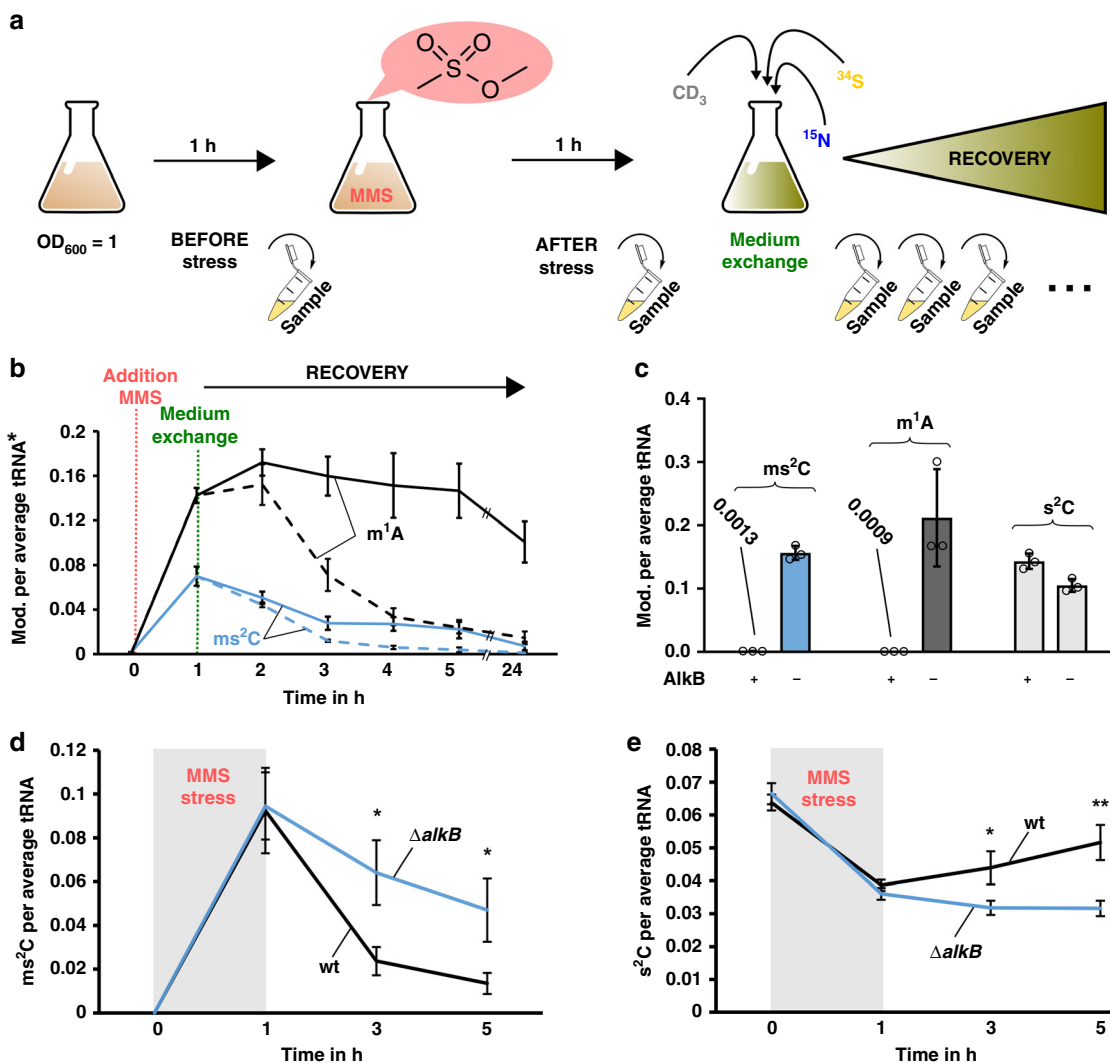 a
O O
S
O
CD₃
³⁴S
¹⁵N
1 h
1 h
RECOVERY
MMS
OD₆₀₀ = 1
BEFORE
stress
Sample
AFTER
stress
Sample
Medium
exchange
Sample
Sample
Sample
...
b
Addition
MMS
RECOVERY
Medium
exchange
Mod. per average tRNA*
0.2
0.16
0.12
0.08
0.04
0
m¹A
ms²C
0 1 2 3 4 5 24
Time in h
c
Mod. per average tRNA
0.4
0.3
0.2
0.1
0.0
ms²C
m¹A
s²C
0.0013
0.0009
AlkB + − + − + −
d
ms²C per average tRNA
0.12
0.1
0.08
0.06
0.04
0.02
0
MMS
stress
*
*
ΔalkB
wt
0 1 3 5
Time in h
e
s²C per average tRNA
0.08
0.07
0.06
0.05
0.04
0.03
0.02
0.01
0
MMS
stress
*
**
wt
ΔalkB
0 1 3 5
Time in h